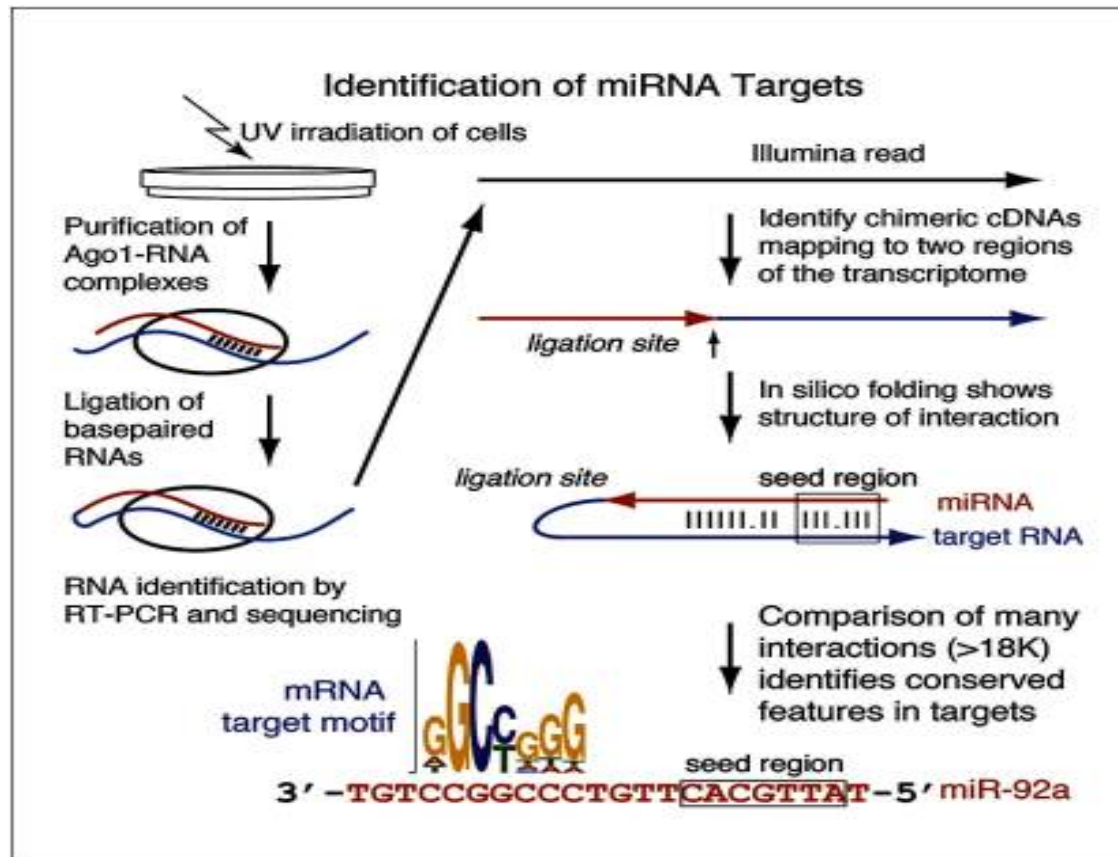 Identification of miRNA Targets
UV irradiation of cells
Purification of
Ago1-RNA
complexes
Ligation of
basepaired
RNAs
RNA identification by
RT-PCR and sequencing
Illumina read
Identify chimeric cDNAs
mapping to two regions
of the transcriptome
ligation site
In silico folding shows
structure of interaction
ligation site
seed region
miRNA
target RNA
Comparison of many
interactions (>18K)
identifies conserved
features in targets
mRNA
target motif
GGCCGGG
T
seed region
3′-TGTCCGGCCCTGTTCACGTTAT-5′ miR-92a